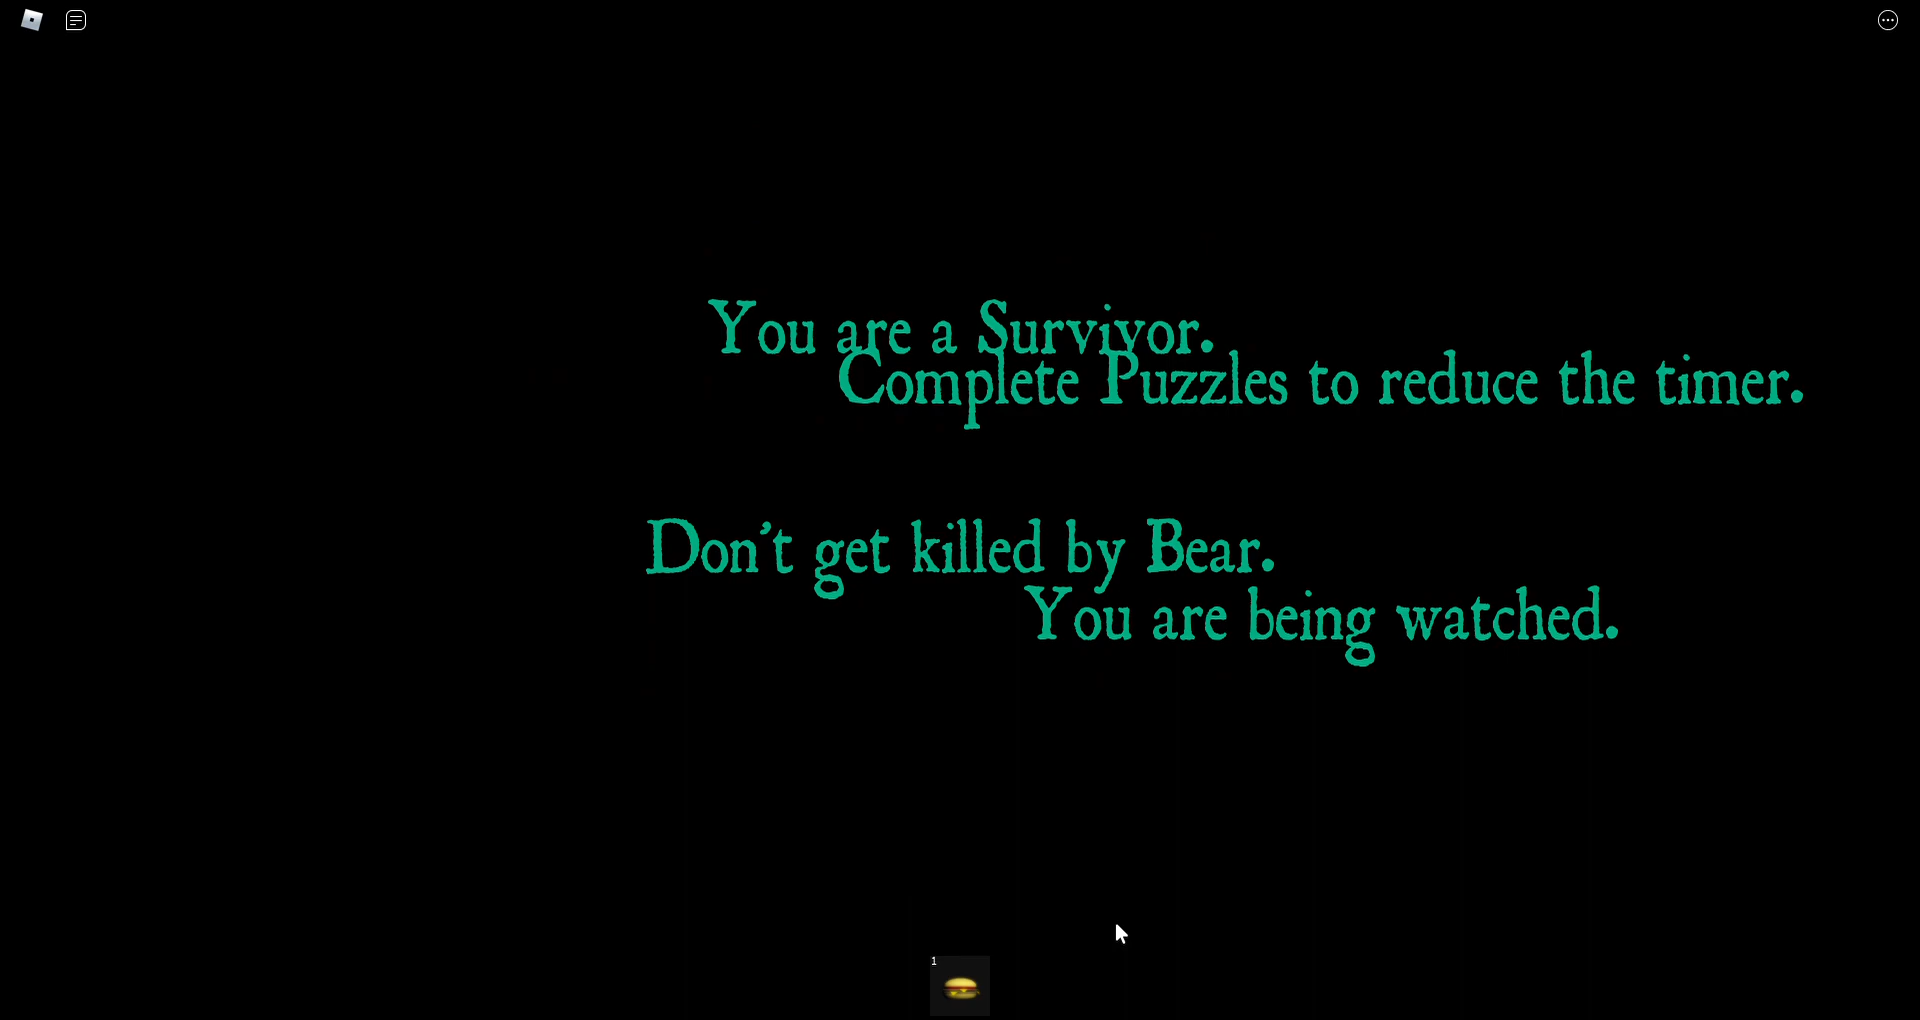 You are a Survivor.
Complete Puzzles to reduce the timer.
Don't get killed by Bear.
You are being watched.
1